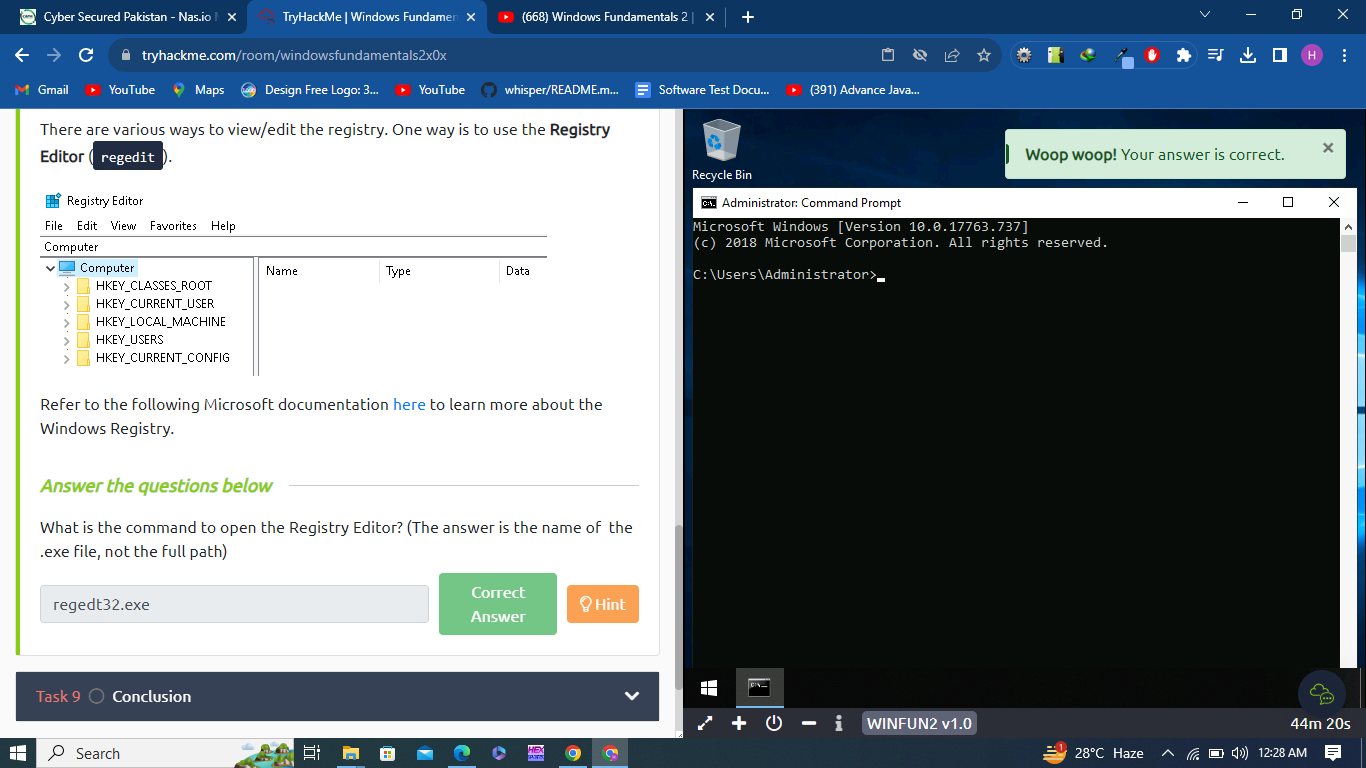 Cyber Secured Pakistan - Nas.io
TryHackMe | Windows Fundamen
(668) Windows Fundamentals 2 |
tryhackme.com/room/windowsfundamentals2x0x
H
Gmail
YouTube
Maps
Design Free Logo: 3...
YouTube
whisper/README.m...
Software Test Docu...
(391) Advance Java...
There are various ways to view/edit the registry. One way is to use the Registry
Editor (regedit).
Registry Editor
File Edit View Favorites Help
Computer
Computer
HKEY_CLASSES_ROOT
HKEY_CURRENT_USER
HKEY_LOCAL_MACHINE
HKEY_USERS
HKEY_CURRENT_CONFIG
Name Type Data
Refer to the following Microsoft documentation here to learn more about the
Windows Registry.
Answer the questions below
What is the command to open the Registry Editor? (The answer is the name of the
.exe file, not the full path)
regedt32.exe
Correct
Answer
Hint
Task 9 Conclusion
Recycle Bin
Woop woop! Your answer is correct.
Administrator: Command Prompt
Microsoft Windows [Version 10.0.17763.737]
(c) 2018 Microsoft Corporation. All rights reserved.
C:\Users\Administrator>
WINFUN2 v1.0
44m 20s
Search
1
28°C Haze
12:28 AM